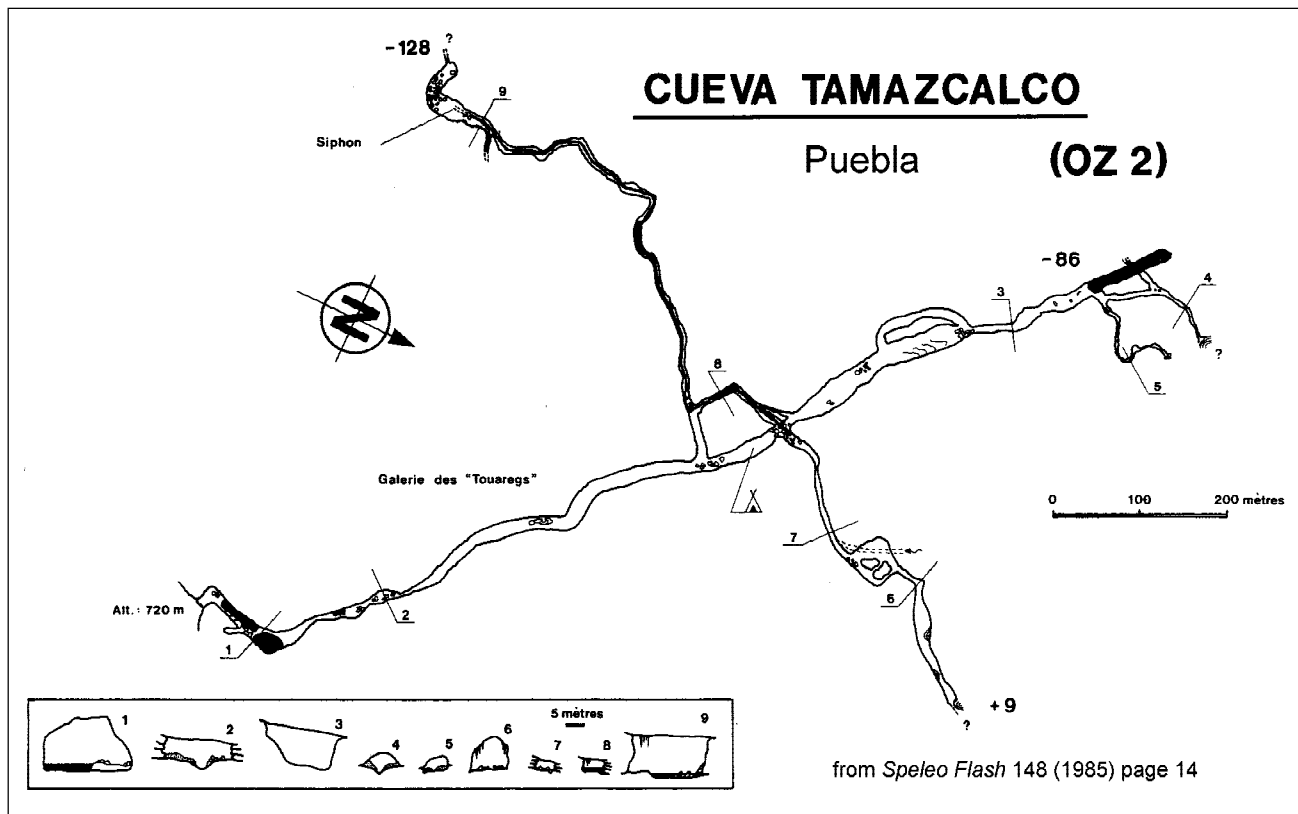 -128
?
CUEVA TAMAZCALCO
9
Siphon
Puebla (OZ 2)
-86
3
4
N
?
5
8
Galerie des "Touaregs"
0 100 200 mètres
7
6
Alt.: 720 m
2
1
+9
?
1 2 3 4 5 6 7 8 9
5 mètres
from Speleo Flash 148 (1985) page 14